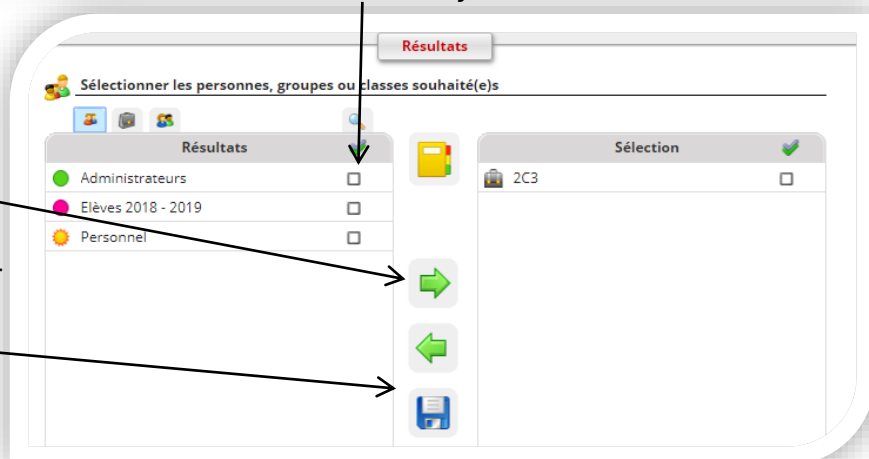 Résultats
Sélectionner les personnes, groupes ou classes souhaité(e)s
Résultats
Administrateurs
Elèves 2018 - 2019
Personnel
Sélection
2C3